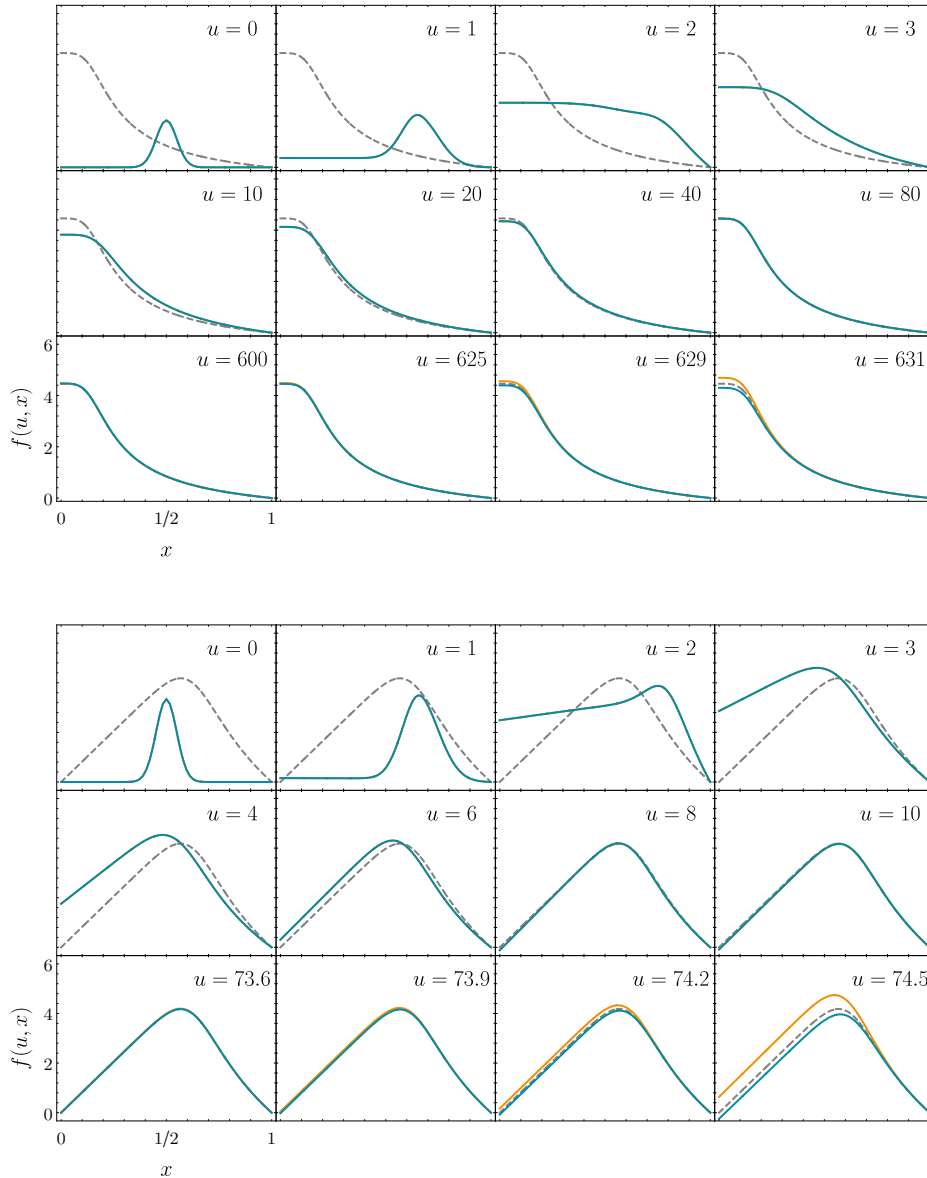 u = 0
u = 1
u = 2
u = 3
u = 10
u = 20
u = 40
u = 80
u = 600
u = 625
u = 629
u = 631
6
4
2
0
f(u, x)
0
1/2
1
x
u = 0
u = 1
u = 2
u = 3
u = 4
u = 6
u = 8
u = 10
u = 73.6
u = 73.9
u = 74.2
u = 74.5
6
4
2
0
f(u, x)
0
1/2
1
x